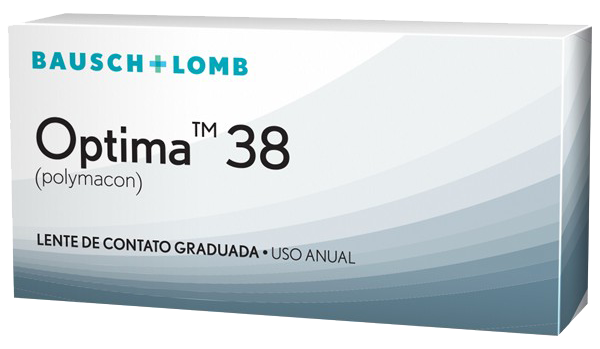 BAUSCH + LOMB
Optima™ 38
(polymacon)
LENTE DE CONTATO GRADUADA • USO ANUAL